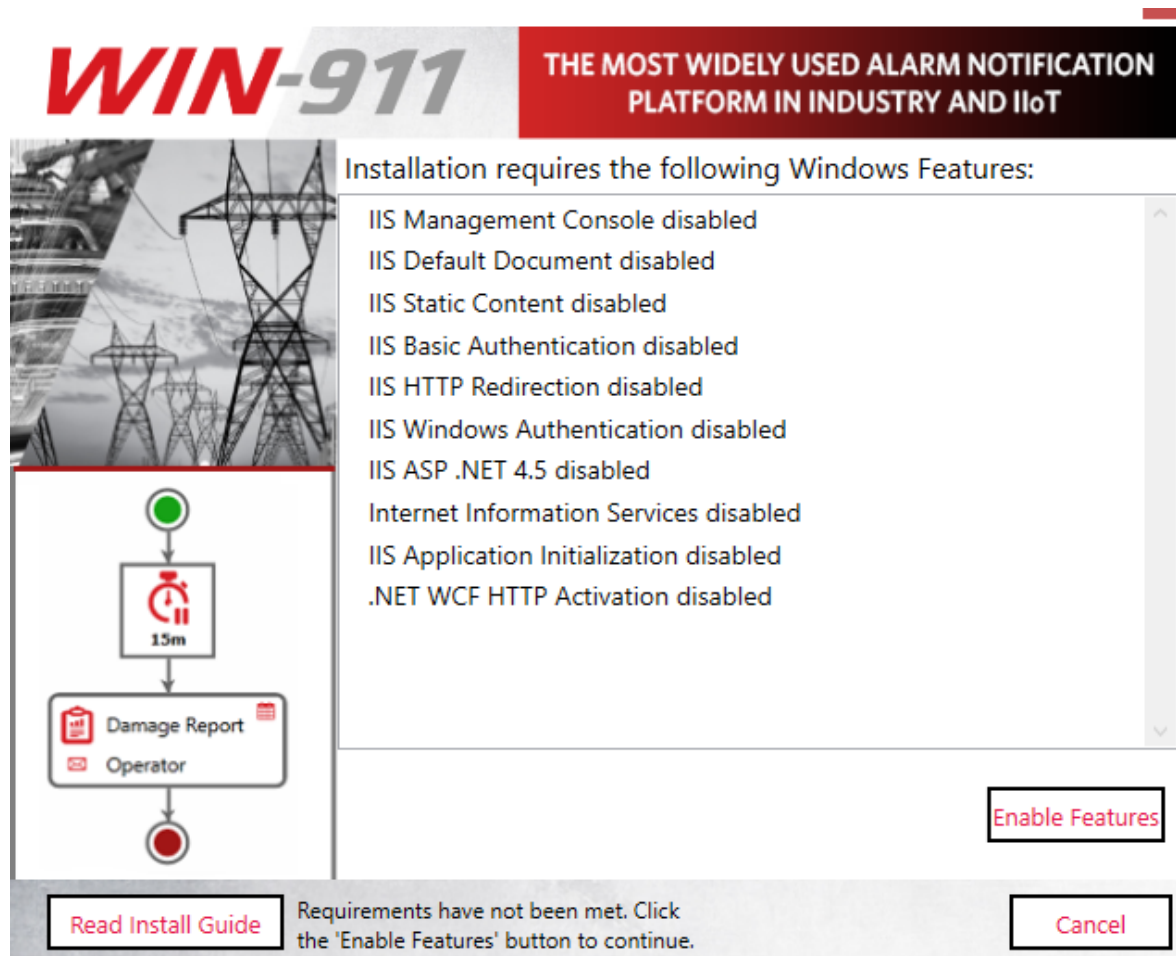 WIN-911
THE MOST WIDELY USED ALARM NOTIFICATION
PLATFORM IN INDUSTRY AND IIoT
Installation requires the following Windows Features:
IIS Management Console disabled
IIS Default Document disabled
IIS Static Content disabled
IIS Basic Authentication disabled
IIS HTTP Redirection disabled
IIS Windows Authentication disabled
IIS ASP .NET 4.5 disabled
Internet Information Services disabled
IIS Application Initialization disabled
.NET WCF HTTP Activation disabled
15m
Damage Report
Operator
Enable Features
Read Install Guide
Requirements have not been met. Click
the 'Enable Features' button to continue.
Cancel